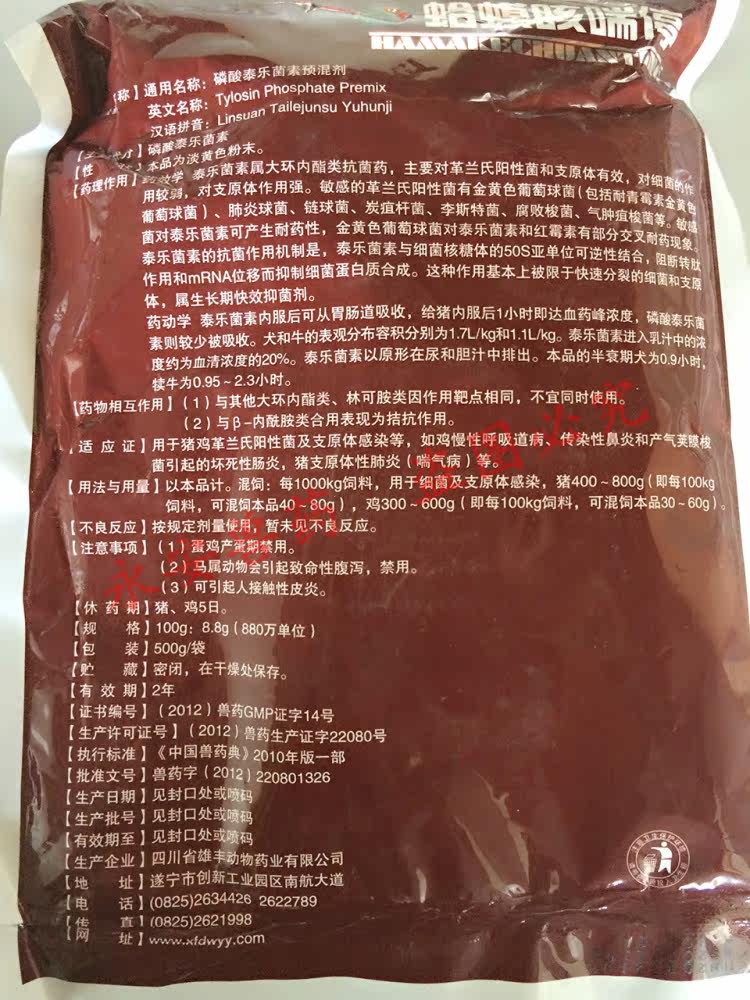 蛤蟆咳喘停
称】通用名称：磷酸泰乐菌素预混剂
英文名称：Tylosin Phosphate Premix
汉语拼音：Linsuan Tailejunsu Yuhunji
】磷酸泰乐菌素
【性 】本品为淡黄色粉末。
【药理作用】药效学 泰乐菌素属大环内酯类抗菌药，主要对革兰氏阳性菌和支原体有效，对细菌的作
用较弱，对支原体作用强。敏感的革兰氏阳性菌有金黄色葡萄球菌（包括耐青霉素金黄色
葡萄球菌）、肺炎球菌、链球菌、炭疽杆菌、李斯特菌、腐败梭菌、气肿疽梭菌等。敏感
菌对泰乐菌素可产生耐药性，金黄色葡萄球菌对泰乐菌素和红霉素有部分交叉耐药现象。
泰乐菌素的抗菌作用机制是，泰乐菌素与细菌核糖体的50S亚单位可逆性结合，阻断转肽
作用和mRNA位移而抑制细菌蛋白质合成。这种作用基本上被限于快速分裂的细菌和支原
体，属生长期快效抑菌剂。
药动学 泰乐菌素内服后可从胃肠道吸收，给猪内服后1小时即达血药峰浓度，磷酸泰乐菌
素则较少被吸收。犬和牛的表观分布容积分别为1.7L/kg和1.1L/kg。泰乐菌素进入乳汁中的浓
度约为血清浓度的20%。泰乐菌素以原形在尿和胆汁中排出。本品的半衰期犬为0.9小时，
犊牛为0.95～2.3小时。
【药物相互作用】（1）与其他大环内酯类、林可胺类因作用靶点相同，不宜同时使用。
（2）与β-内酰胺类合用表现为拮抗作用。
【适 应 证】用于猪鸡革兰氏阳性菌及支原体感染等，如鸡慢性呼吸道病、传染性鼻炎和产气荚膜梭
菌引起的坏死性肠炎，猪支原体性肺炎（喘气病）等。
【用法与用量】以本品计。混饲：每1000kg饲料，用于细菌及支原体感染，猪400～800g（即每100kg
饲料，可混饲本品40～80g），鸡300～600g（即每100kg饲料，可混饲本品30～60g）。
【不良反应】按规定剂量使用，暂未见不良反应。
【注意事项】（1）蛋鸡产蛋期禁用。
（2）马属动物会引起致命性腹泻，禁用。
（3）可引起人接触性皮炎。
【休 药 期】猪、鸡5日。
【规 格】100g：8.8g（880万单位）
【包 装】500g/袋
【贮 藏】密闭，在干燥处保存。
【有 效 期】2年
【证书编号】（2012）兽药GMP证字14号
【生产许可证号】（2012）兽药生产证字22080号
【执行标准】《中国兽药典》2010年版一部
【批准文号】兽药字（2012）220801326
【生产日期】见封口处或喷码
【生产批号】见封口处或喷码
【有效期至】见封口处或喷码
【生产企业】四川省雄丰动物药业有限公司
【地 址】遂宁市创新工业园区南航大道
【电 话】(0825)2634426 2622789
【传 真】(0825)2621998
【网 址】www.xfdwyy.com